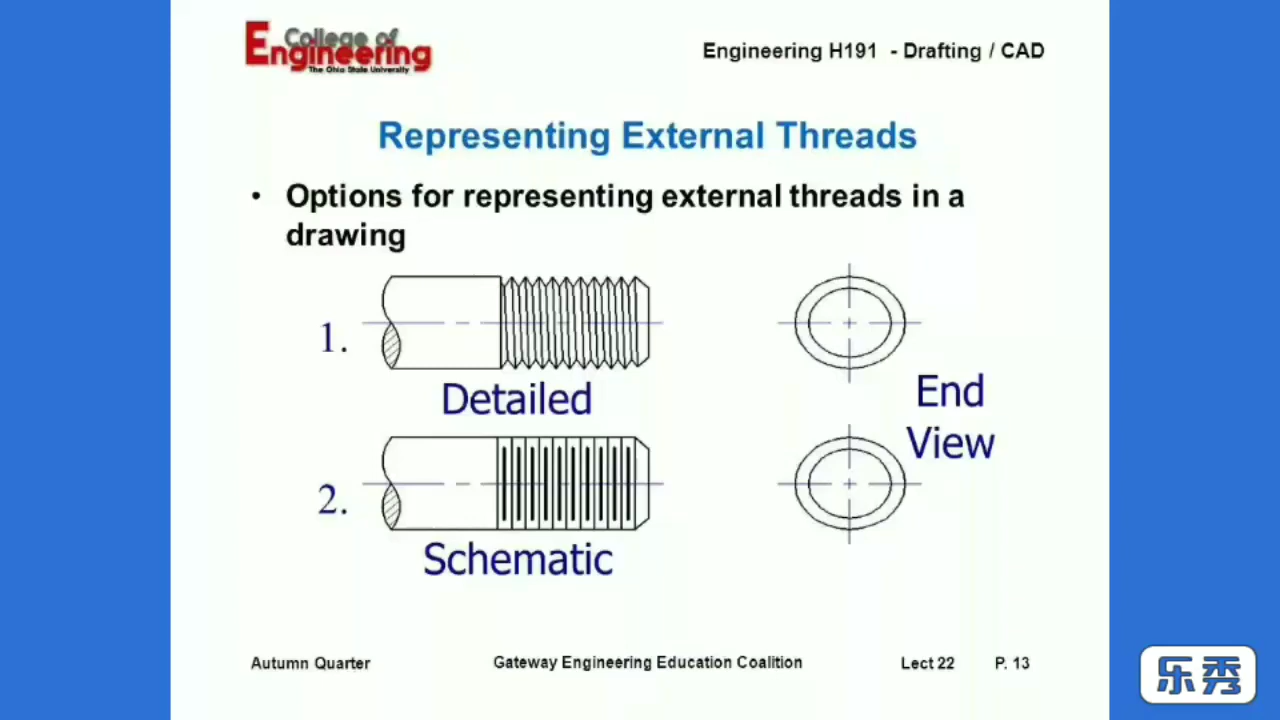 College of
Engineering
The Ohio State University
Engineering H191 - Drafting / CAD
Representing External Threads
• Options for representing external threads in a
drawing
1.
Detailed
End
View
2.
Schematic
Autumn Quarter
Gateway Engineering Education Coalition
Lect 22
P. 13
乐秀